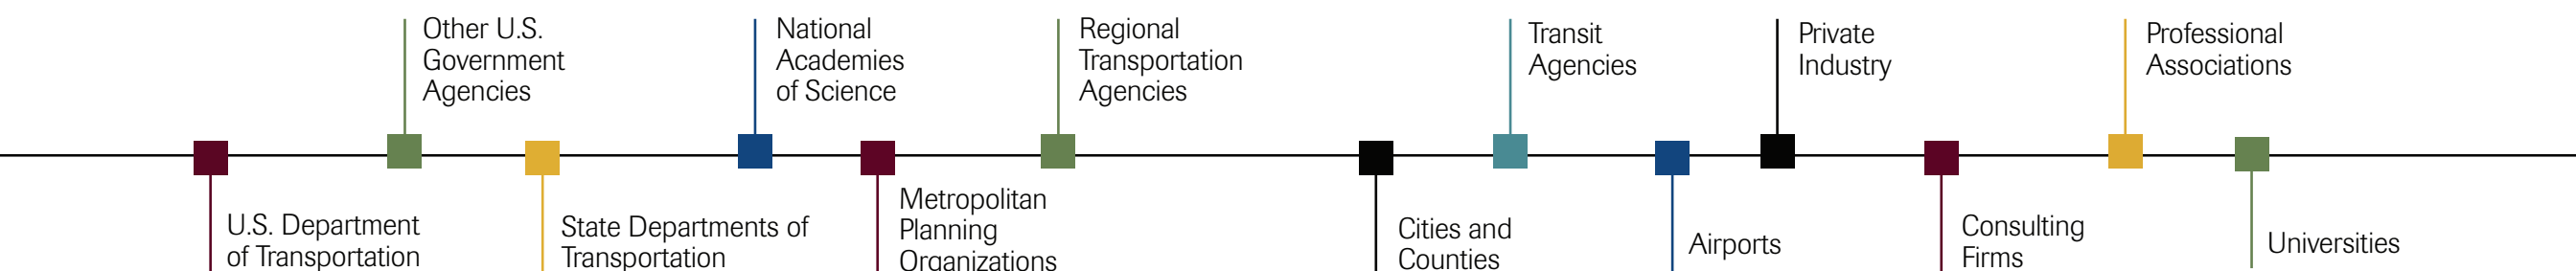 Other U.S.
Government
Agencies
National
Academies
of Science
Regional
Transportation
Agencies
Transit
Agencies
Private
Industry
Professional
Associations
U.S. Department
of Transportation
State Departments of
Transportation
Metropolitan
Planning
Organizations
Cities and
Counties
Airports
Consulting
Firms
Universities